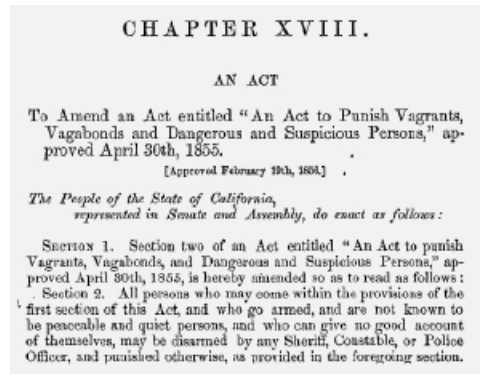 CHAPTER XVIII.
AN ACT
To Amend an Act entitled "An Act to Punish Vagrants,
Vagabonds and Dangerous and Suspicious Persons," ap-
proved April 30th, 1855.
[Approved February 19th, 1856.]
The People of the State of California,
represented in Senate and Assembly, do enact as follows:
SECTION 1. Section two of an Act entitled "An Act to punish
Vagrants, Vagabonds, and Dangerous and Suspicious Persons," ap-
proved April 30th, 1855, is hereby amended so as to read as follows:
Section 2. All persons who may come within the provisions of the
first section of this Act, and who go armed, and are not known to
be peaceable and quiet persons, and who can give no good account
of themselves, may be disarmed by any Sheriff, Constable, or Police
Officer, and punished otherwise, as provided in the foregoing section.